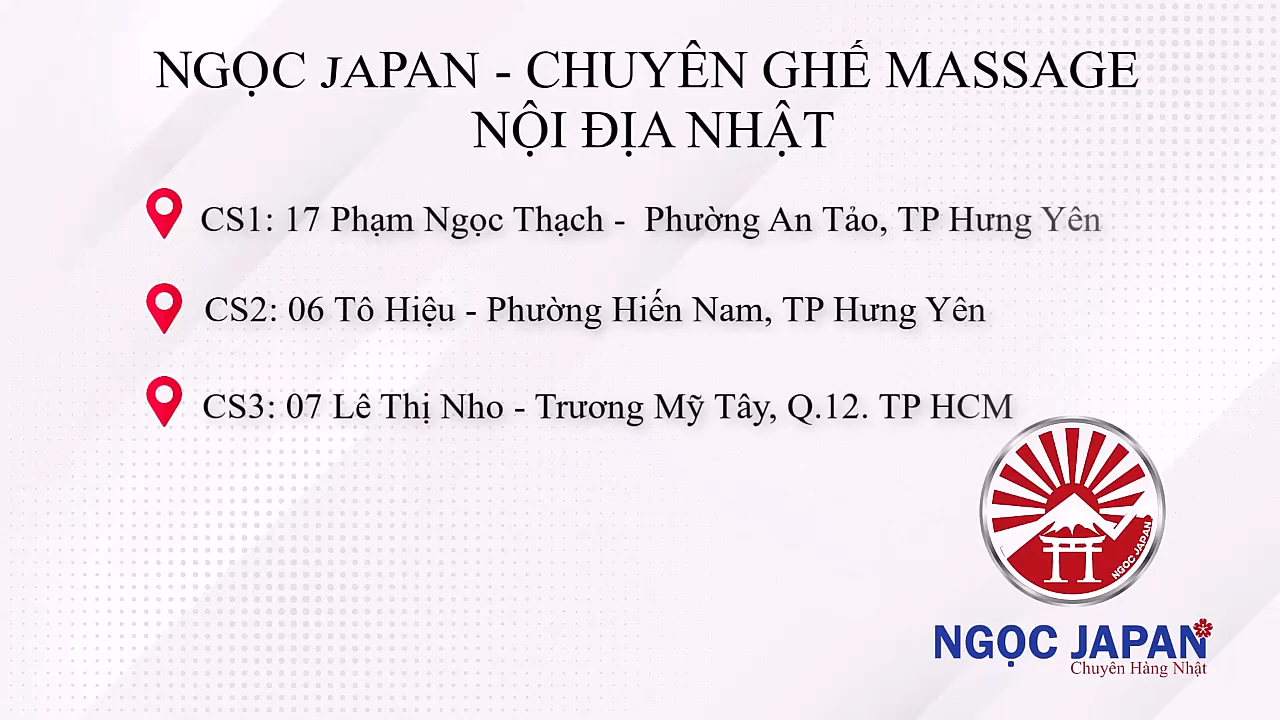 NGỌC JAPAN - CHUYÊN GHẾ MASSAGE
NỘI ĐỊA NHẬT
CS1: 17 Phạm Ngọc Thạch - Phường An Tảo, TP Hưng Yên
CS2: 06 Tô Hiệu - Phường Hiến Nam, TP Hưng Yên
CS3: 07 Lê Thị Nho - Trương Mỹ Tây, Q.12. TP HCM
NGỌC JAPAN
NGỌC JAPAN
Chuyên Hàng Nhật